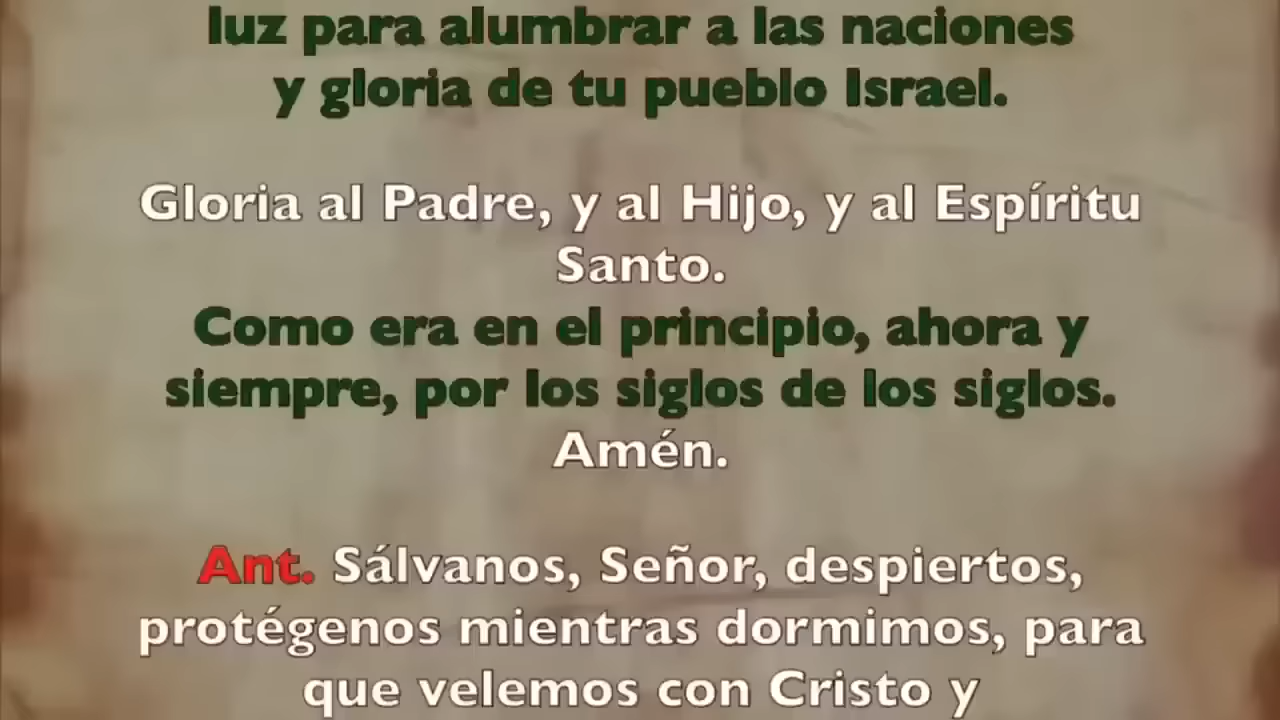 luz para alumbrar a las naciones
y gloria de tu pueblo Israel.
Gloria al Padre, y al Hijo, y al Espíritu
Santo.
Como era en el principio, ahora y
siempre, por los siglos de los siglos.
Amén.
Ant. Sálvanos, Señor, despiertos,
protégenos mientras dormimos, para
que velemos con Cristo y